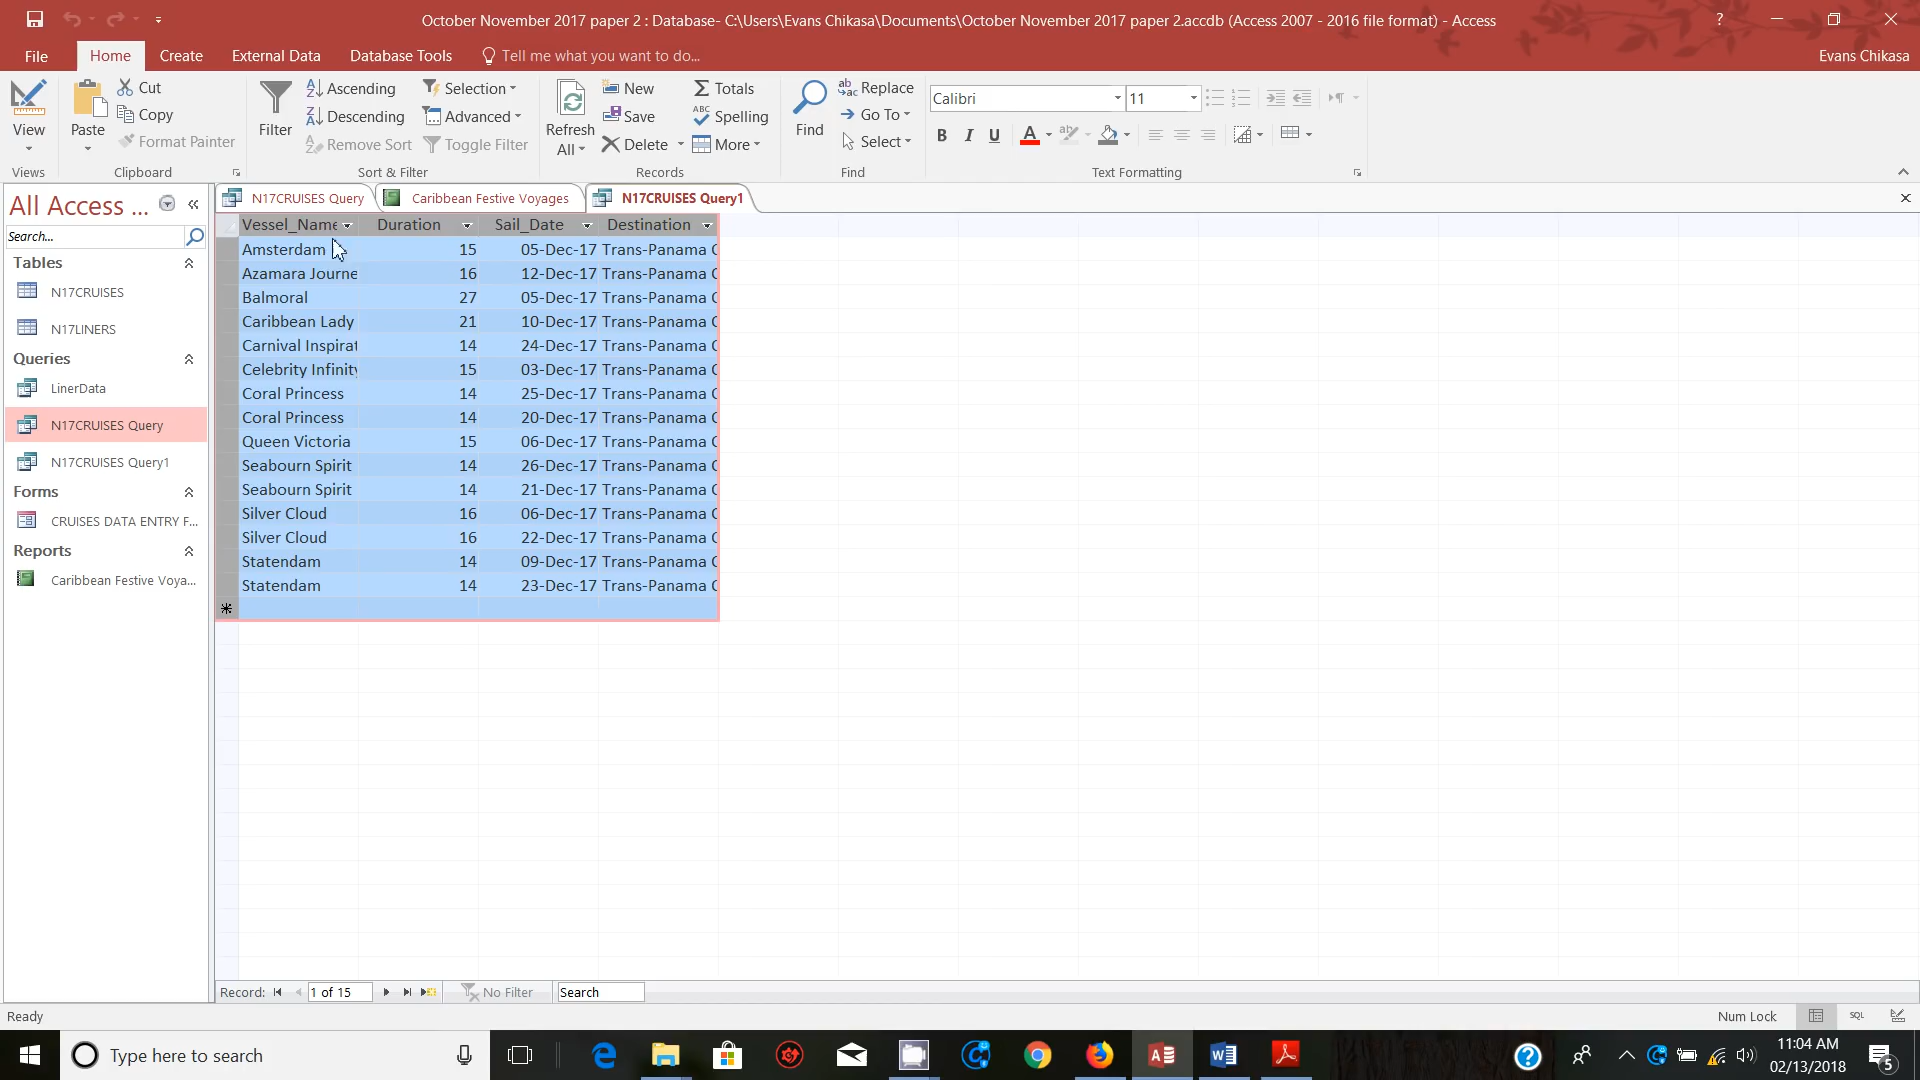 October November 2017 paper 2 : Database- C:\Users\Evans Chikasa\Documents\October November 2017 paper 2.accdb (Access 2007 - 2016 file format) - Access
?
File Home Create External Data Database Tools Tell me what you want to do...
Evans Chikasa
View
Views
Paste
Cut
Copy
Format Painter
Clipboard
Filter
Ascending
Descending
Remove Sort
Selection
Advanced
Toggle Filter
Sort & Filter
Refresh
All
New
Save
Delete
Totals
Spelling
More
Records
Find
Replace
Go To
Select
Find
Calibri 11
B I U A
Text Formatting
All Access ...
Search...
Tables
N17CRUISES
N17LINERS
Queries
LinerData
N17CRUISES Query
N17CRUISES Query1
Forms
CRUISES DATA ENTRY F...
Reports
Caribbean Festive Voya...
N17CRUISES Query Caribbean Festive Voyages N17CRUISES Query1
Vessel_Name Duration Sail_Date Destination
Amsterdam 15 05-Dec-17 Trans-Panama C
Azamara Journe 16 12-Dec-17 Trans-Panama C
Balmoral 27 05-Dec-17 Trans-Panama C
Caribbean Lady 21 10-Dec-17 Trans-Panama C
Carnival Inspirat 14 24-Dec-17 Trans-Panama C
Celebrity Infinity 15 03-Dec-17 Trans-Panama C
Coral Princess 14 25-Dec-17 Trans-Panama C
Coral Princess 14 20-Dec-17 Trans-Panama C
Queen Victoria 15 06-Dec-17 Trans-Panama C
Seabourn Spirit 14 26-Dec-17 Trans-Panama C
Seabourn Spirit 14 21-Dec-17 Trans-Panama C
Silver Cloud 16 06-Dec-17 Trans-Panama C
Silver Cloud 16 22-Dec-17 Trans-Panama C
Statendam 14 09-Dec-17 Trans-Panama C
Statendam 14 23-Dec-17 Trans-Panama C
Record: 1 of 15 No Filter Search
Ready
Num Lock
SQL
Type here to search
11:04 AM
02/13/2018
5